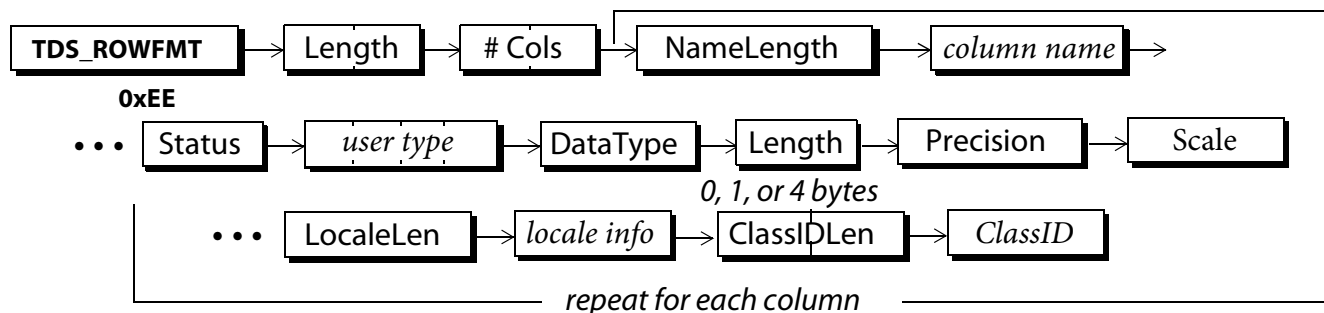 TDS_ROWFMT Length # Cols NameLength column name
0xEE
••• Status user type DataType Length Precision Scale
0, 1, or 4 bytes
••• LocaleLen locale info ClassIDLen ClassID
repeat for each column